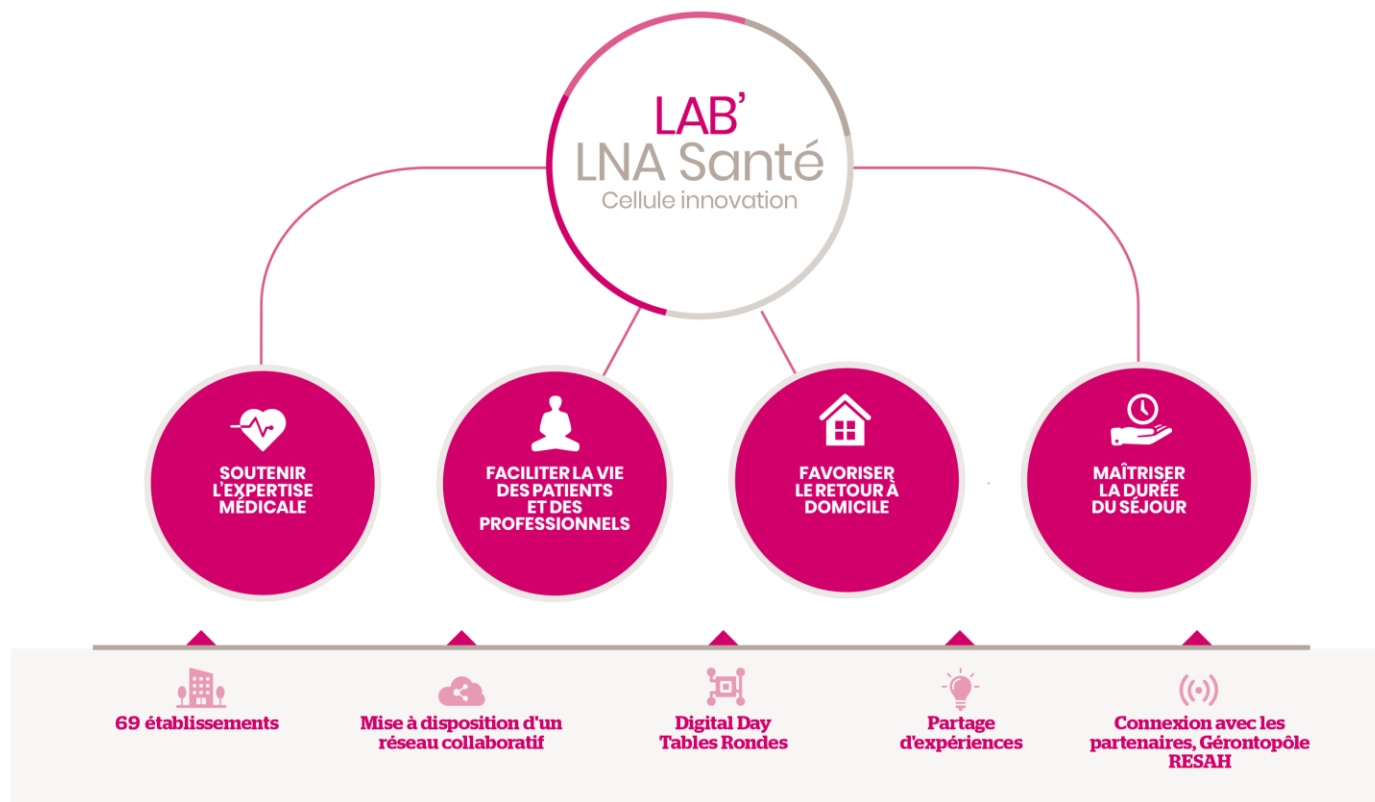 LAB’
LNA Santé
Cellule innovation
SOUTENIR
L’EXPERTISE
MÉDICALE
FACILITER LA VIE
DES PATIENTS
ET DES
PROFESSIONNELS
FAVORISER
LE RETOUR À
DOMICILE
MAÎTRISER
LA DURÉE
DU SÉJOUR
69 établissements
Mise à disposition d'un
réseau collaboratif
Digital Day
Tables Rondes
Partage
d'expériences
Connexion avec les
partenaires, Gérontopôle
RESAH